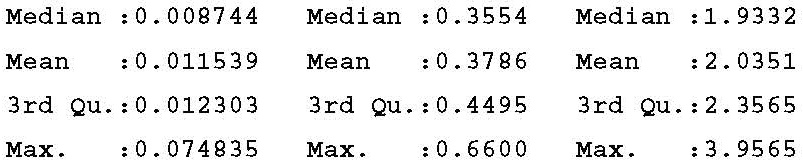 Median :0.008744   Median :0.3554   Median :1.9332
Mean   :0.011539   Mean   :0.3786   Mean   :2.0351
3rd Qu.:0.012303   3rd Qu.:0.4495   3rd Qu.:2.3565
Max.   :0.074835   Max.   :0.6600   Max.   :3.9565